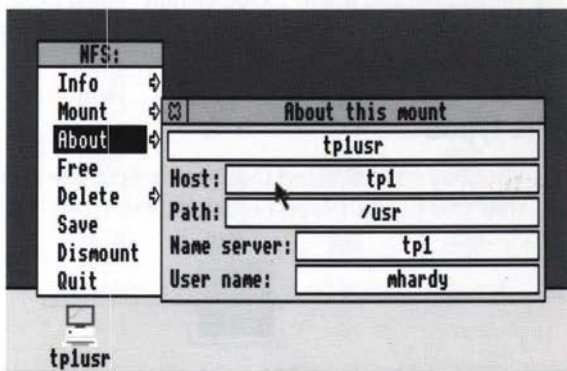 NFS:
Info
Mount
About
Free
Delete
Save
Dismount
Quit
About this mount
tp1usr
Host: tp1
Path: /usr
Name server: tp1
User name: mhardy
tp1usr